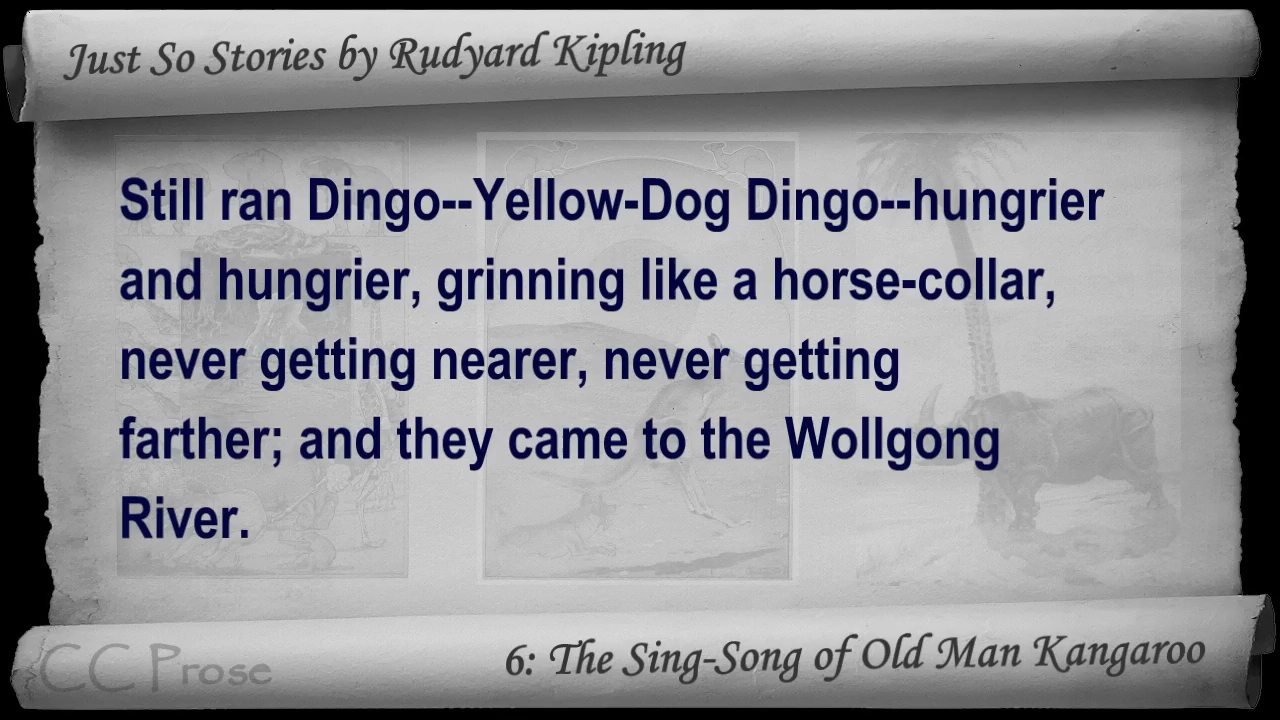 Just So Stories by Rudyard Kipling
Still ran Dingo--Yellow-Dog Dingo--hungrier
and hungrier, grinning like a horse-collar,
never getting nearer, never getting
farther; and they came to the Wollgong
River.
CC Prose
6: The Sing-Song of Old Man Kangaroo